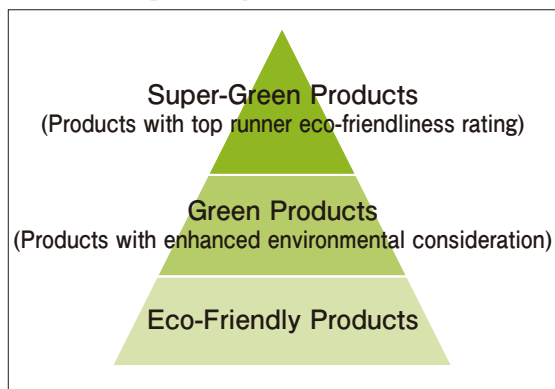 Super-Green Products
(Products with top runner eco-friendliness rating)
Green Products
(Products with enhanced environmental consideration)
Eco-Friendly Products